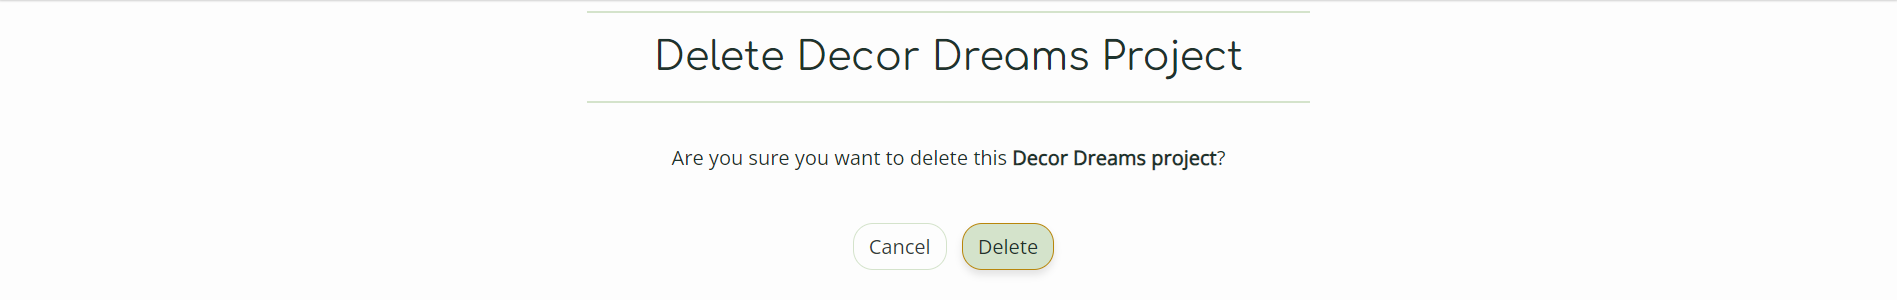 Delete Decor Dreams Project
Are you sure you want to delete this Decor Dreams project?
Cancel Delete